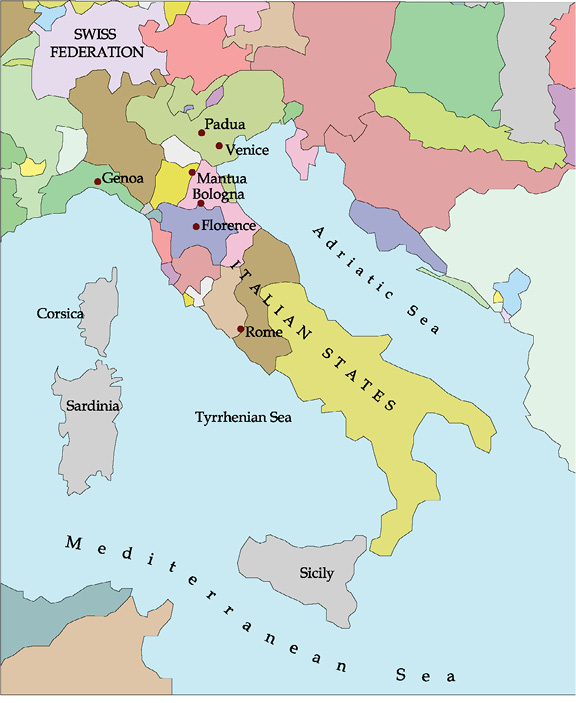 SWISS
FEDERATION
Padua
Venice
Genoa
Mantua
Bologna
Florence
Adriatic Sea
ITALIAN STATES
Corsica
Rome
Sardinia
Tyrrhenian Sea
Mediterranean Sea
Sicily